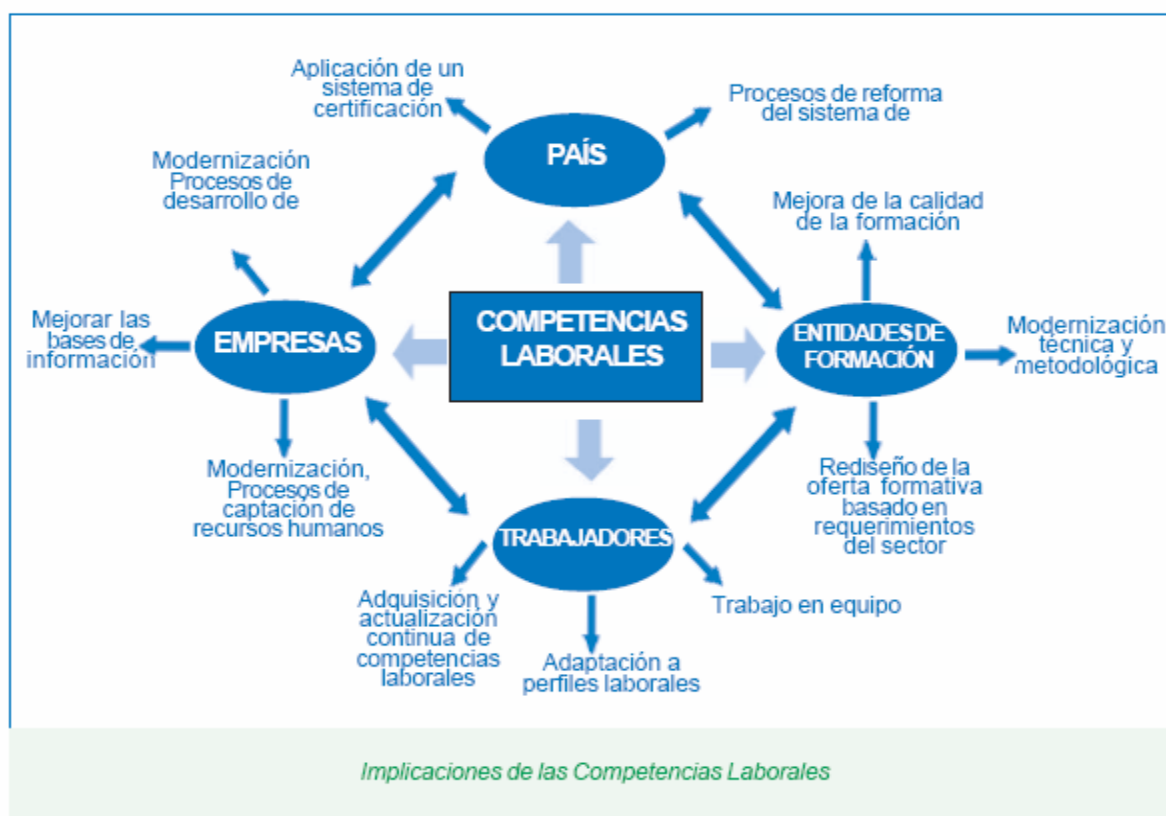 Aplicación de un
sistema de
certificación
Procesos de reforma
del sistema de
PAÍS
Modernización
Procesos de
desarrollo de
Mejora de la calidad
de la formación
Mejorar las
bases de
información
EMPRESAS
COMPETENCIAS
LABORALES
ENTIDADES DE
FORMACIÓN
Modernización
técnica y
metodológica
Modernización,
Procesos de
captación de
recursos humanos
Rediseño de la
oferta formativa
basado en
requerimientos
del sector
TRABAJADORES
Adquisición y
actualización
continua de
competencias
laborales
Adaptación a
perfiles laborales
Trabajo en equipo
Implicaciones de las Competencias Laborales